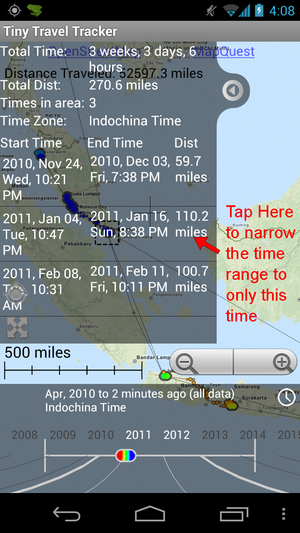 4:08
Tiny Travel Tracker
Total Time: 3 weeks, 3 days, 6 hours
MapQuest
Distance Traveled: 52597.3 miles
Total Dist: 270.6 miles
Times in area: 3
Time Zone: Indochina Time
Start Time End Time Dist
2010, Nov 24, Wed, 10:21 PM 2010, Dec 03, Fri, 7:38 PM 59.7 miles
Kuala Lumpur
2011, Jan 04, Tue, 10:47 PM 2011, Jan 16, Sun, 8:38 PM 110.2 miles
Pekanbaru
2011, Feb 08, Tue, 10:31 AM 2011, Feb 11, Fri, 10:11 PM 100.7 miles
Tap Here
to narrow
the time
range to
only this
time
500 miles
Bandar Lamp
Semarang
Surakarta
Apr, 2010 to 2 minutes ago (all data)
Indochina Time
2008 2009 2010 2011 2012 2013 2014 2015